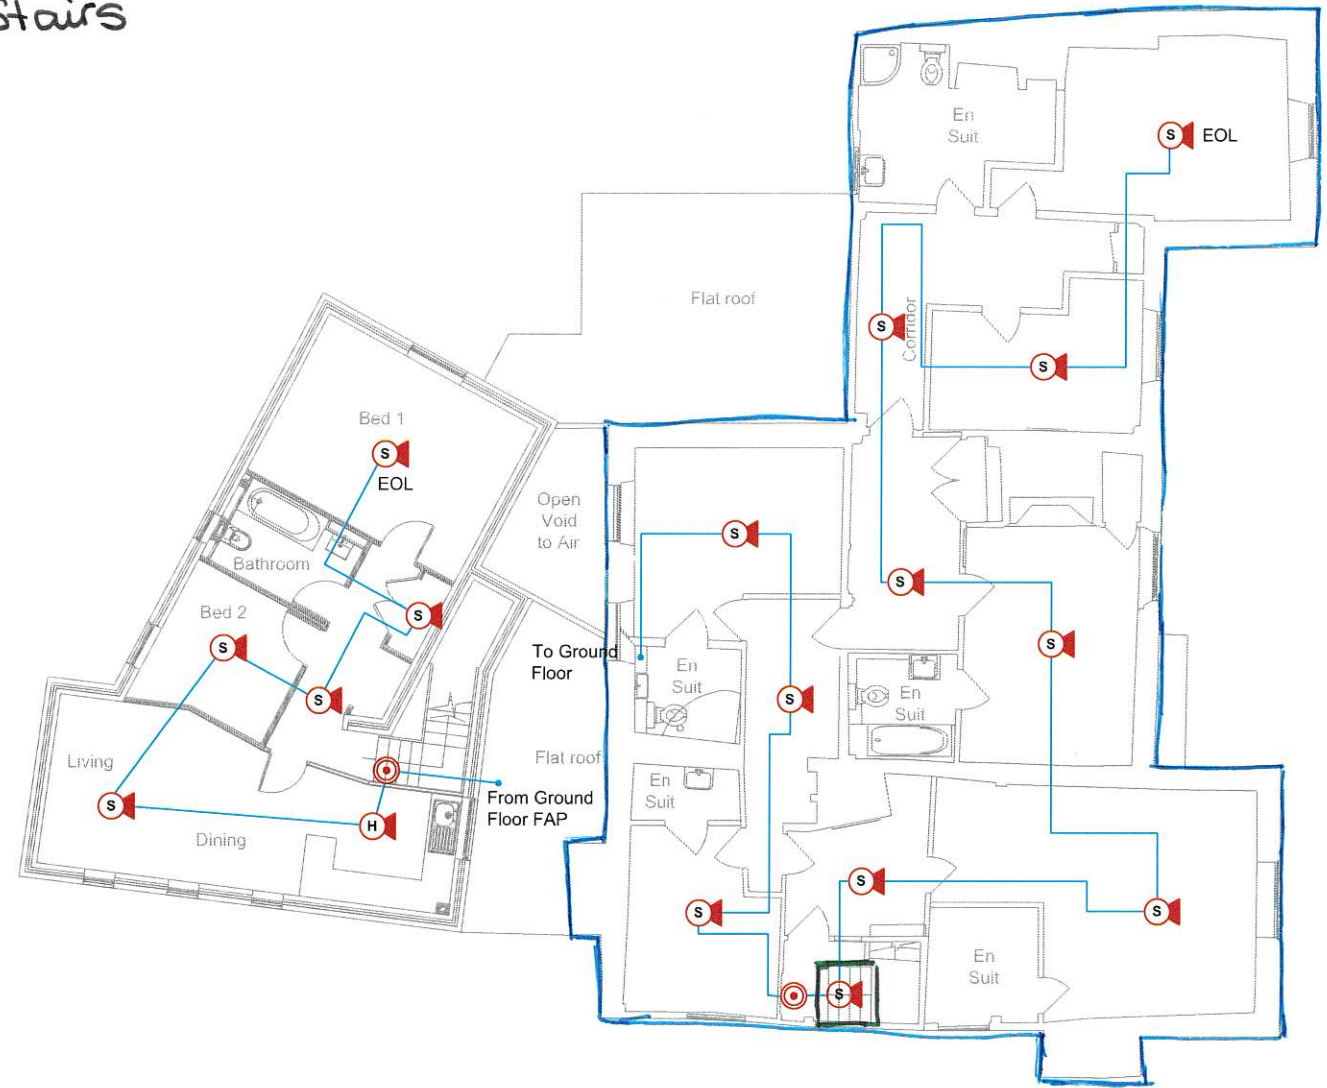 Stairs
En
Suit
S
EOL
Flat roof
S
Corridor
S
Bed 1
S
EOL
Open
Void
to Air
S
Bathroom
S
Bed 2
S
S
S
S
To Ground
Floor
En
Suit
En
Suit
S
S
Living
Flat roof
En
Suit
From Ground
Floor FAP
S
H
Dining
S
S
S
En
Suit
S